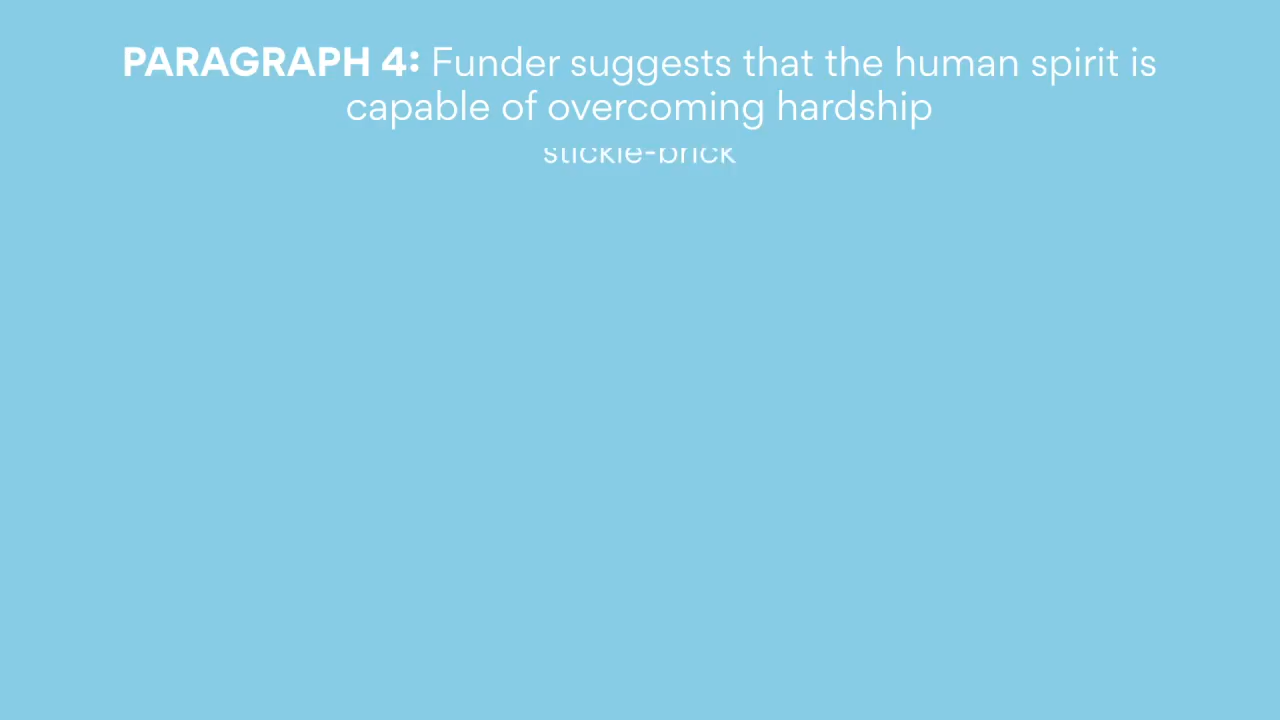 PARAGRAPH 4: Funder suggests that the human spirit is
capable of overcoming hardship
stickle-brick